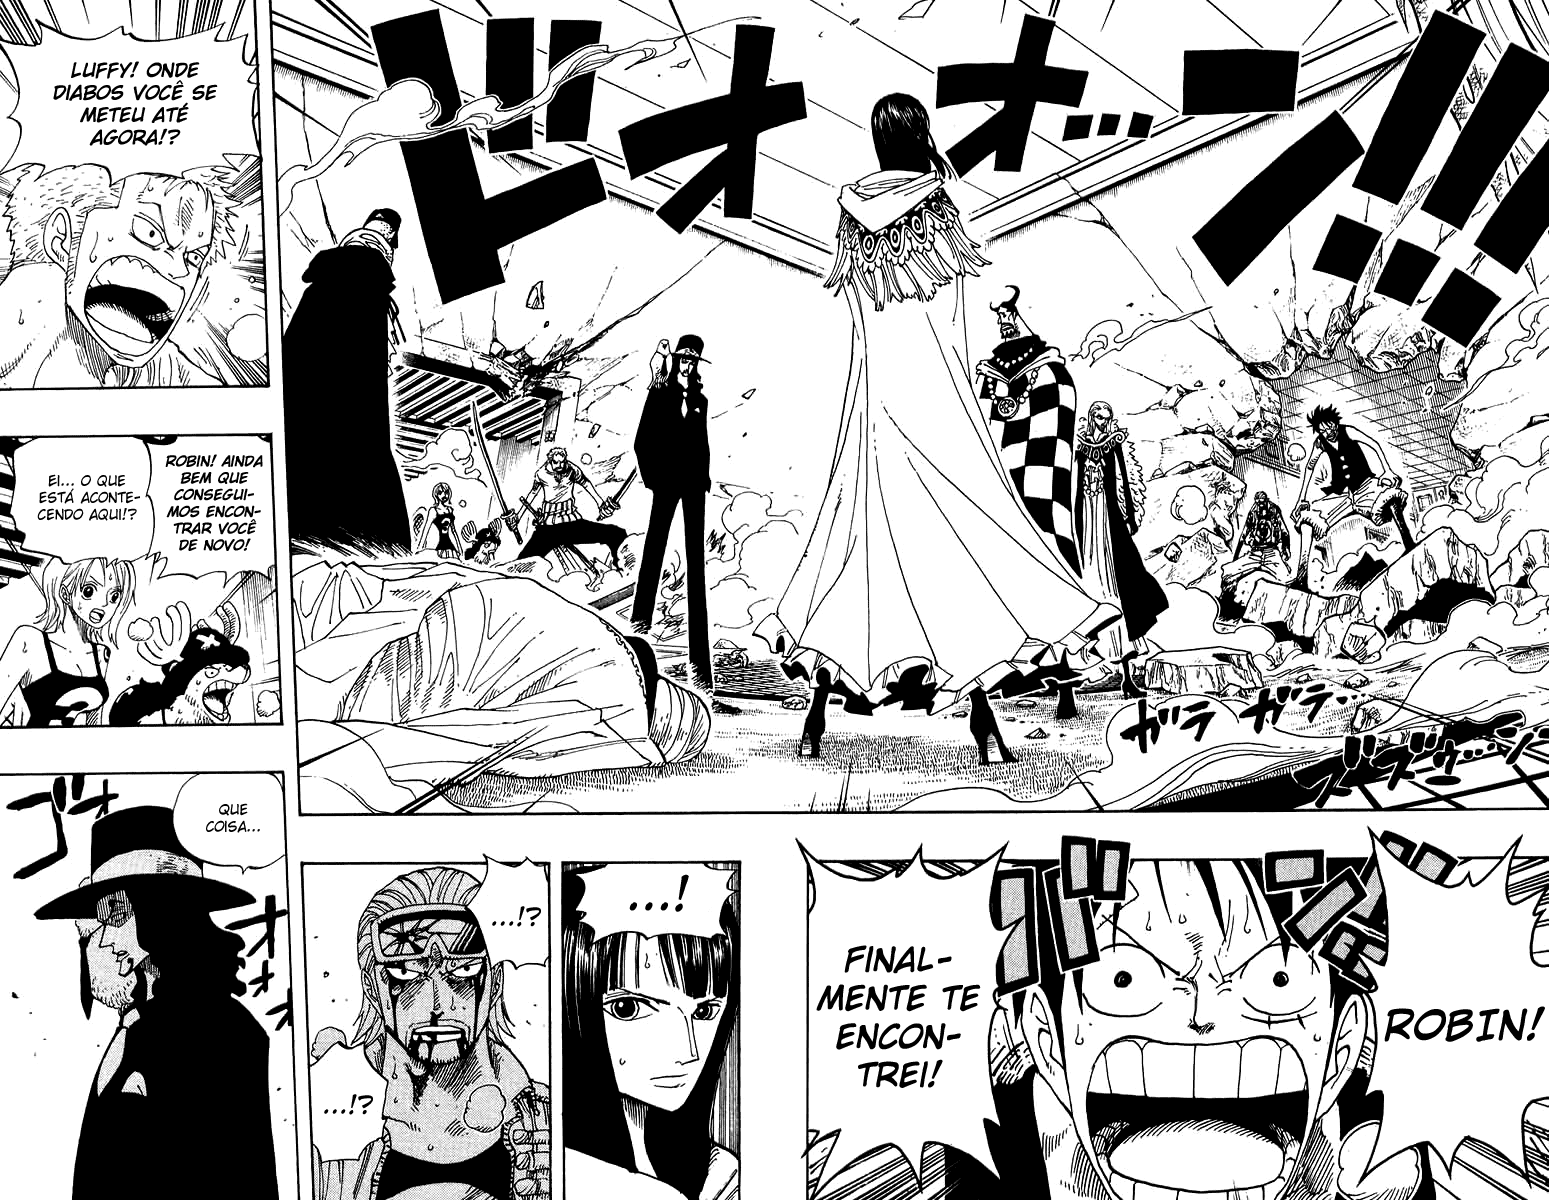 ドオオッ...ン!!!
ガラ
ガラ...
ズズゥ...ン
ROBIN!
FINAL-
MENTE TE
ENCON-
TREI!
...!
...!?
...!?
LUFFY! ONDE
DIABOS VOCÊ SE
METEU ATÉ
AGORA!?
ROBIN! AINDA
BEM QUE
CONSEGUI-
MOS ENCON-
TRAR VOCÊ
DE NOVO!
EI... O QUE
ESTÁ ACONTE-
CENDO AQUI!?
QUE
COISA...
ゴオオオ